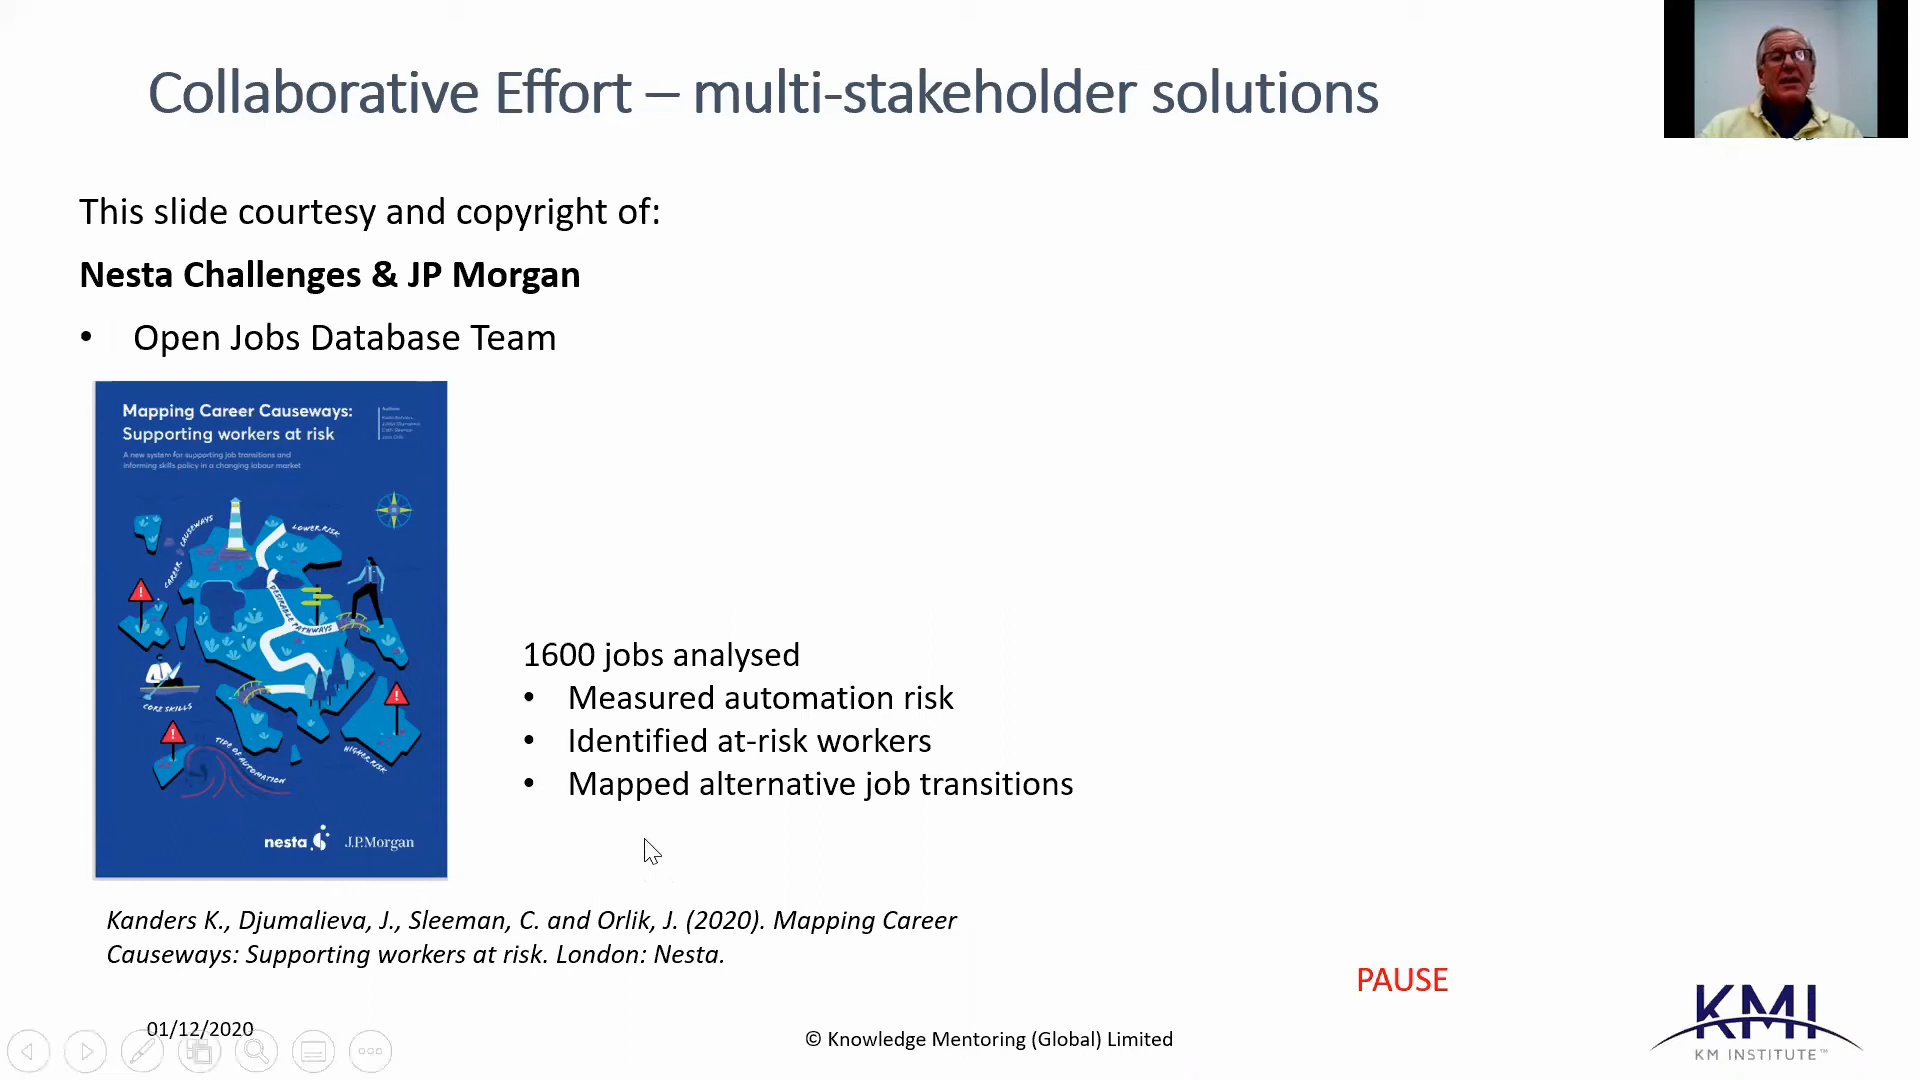 Collaborative Effort – multi-stakeholder solutions
This slide courtesy and copyright of:
Nesta Challenges & JP Morgan
• Open Jobs Database Team
Mapping Career Causeways:
Supporting workers at risk
A new system for supporting job transitions and
informing skills policy in a changing labour market
CAREER CAUSEWAYS
LOWER RISK
DESIRABLE PATHWAYS
CORE SKILLS
TIDE OF AUTOMATION
HIGHER RISK
nesta J.P.Morgan
1600 jobs analysed
• Measured automation risk
• Identified at-risk workers
• Mapped alternative job transitions
Kanders K., Djumalieva, J., Sleeman, C. and Orlik, J. (2020). Mapping Career
Causeways: Supporting workers at risk. London: Nesta.
PAUSE
01/12/2020
© Knowledge Mentoring (Global) Limited
KMI
KM INSTITUTE™